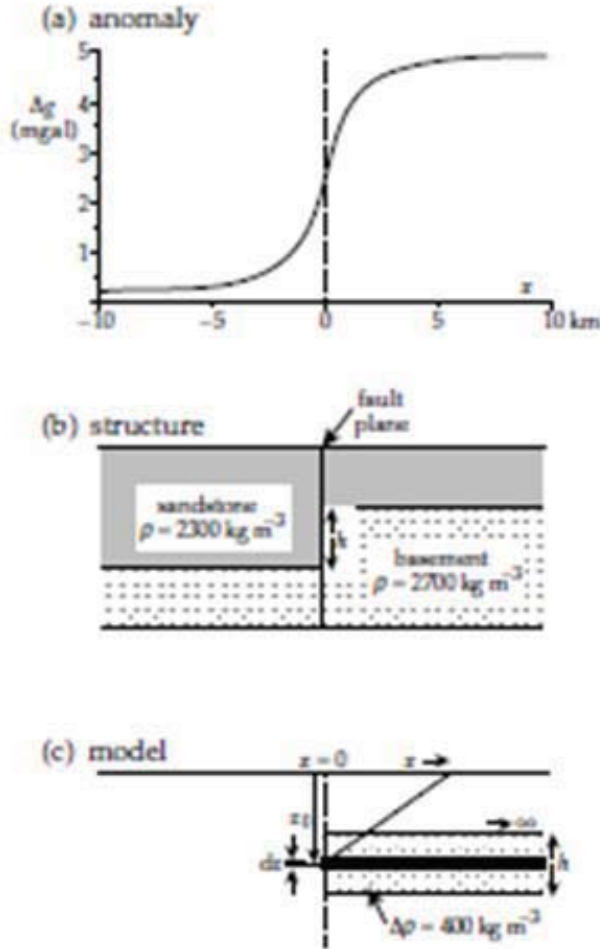 (a) anomaly
5
Δg
(mgal)
4
3
2
1
−10
−5
0
5
10 km
x
(b) structure
fault
plane
sandstone
ρ = 2300 kg m⁻³
h
basement
ρ = 2700 kg m⁻³
(c) model
x = 0
x
∞
dz
h
Δρ = 400 kg m⁻³